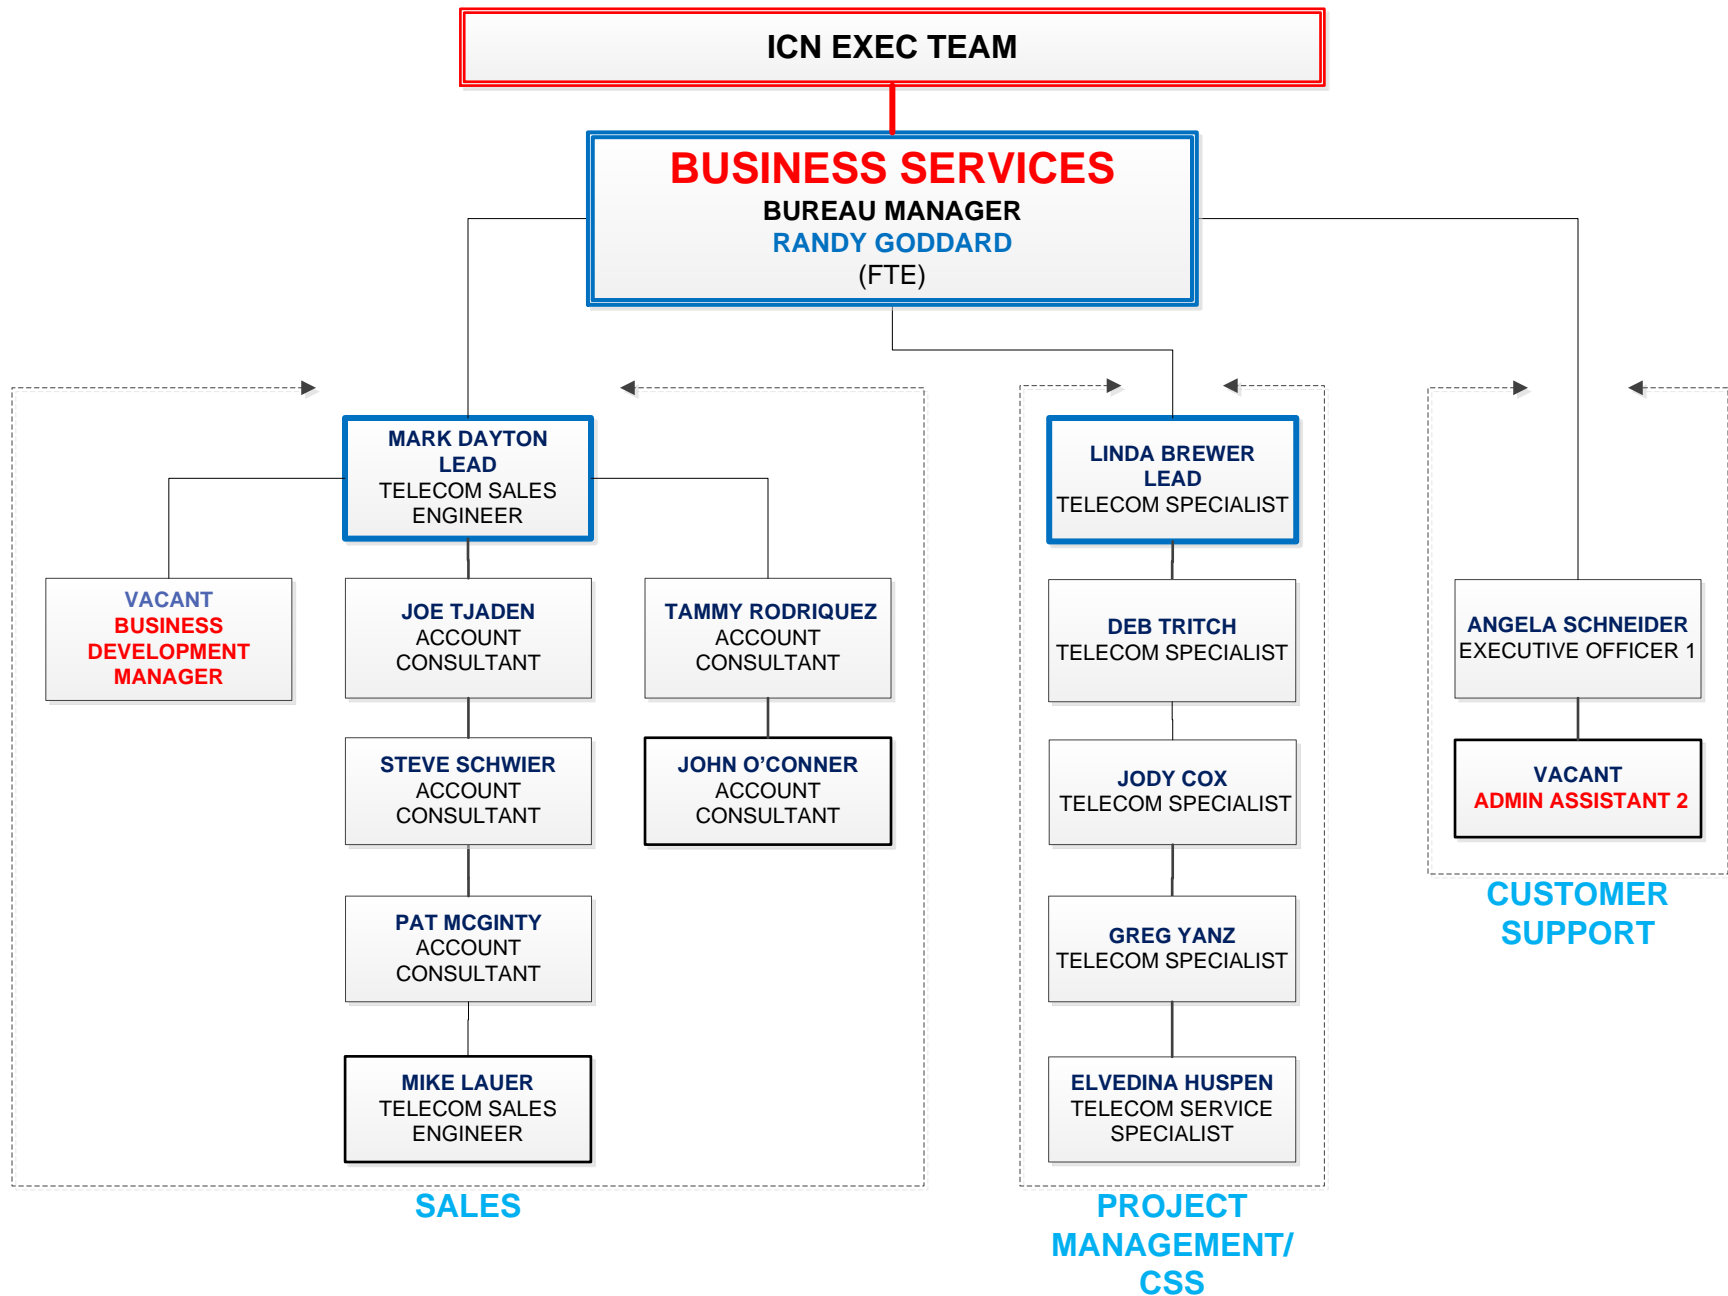 ICN EXEC TEAM
BUSINESS SERVICES
BUREAU MANAGER
RANDY GODDARD
(FTE)
MARK DAYTON
LEAD
TELECOM SALES
ENGINEER
VACANT
BUSINESS
DEVELOPMENT
MANAGER
JOE TJADEN
ACCOUNT
CONSULTANT
TAMMY RODRIQUEZ
ACCOUNT
CONSULTANT
STEVE SCHWIER
ACCOUNT
CONSULTANT
JOHN O’CONNER
ACCOUNT
CONSULTANT
PAT MCGINTY
ACCOUNT
CONSULTANT
MIKE LAUER
TELECOM SALES
ENGINEER
SALES
LINDA BREWER
LEAD
TELECOM SPECIALIST
DEB TRITCH
TELECOM SPECIALIST
JODY COX
TELECOM SPECIALIST
GREG YANZ
TELECOM SPECIALIST
ELVEDINA HUSPEN
TELECOM SERVICE
SPECIALIST
PROJECT
MANAGEMENT/
CSS
ANGELA SCHNEIDER
EXECUTIVE OFFICER 1
VACANT
ADMIN ASSISTANT 2
CUSTOMER
SUPPORT